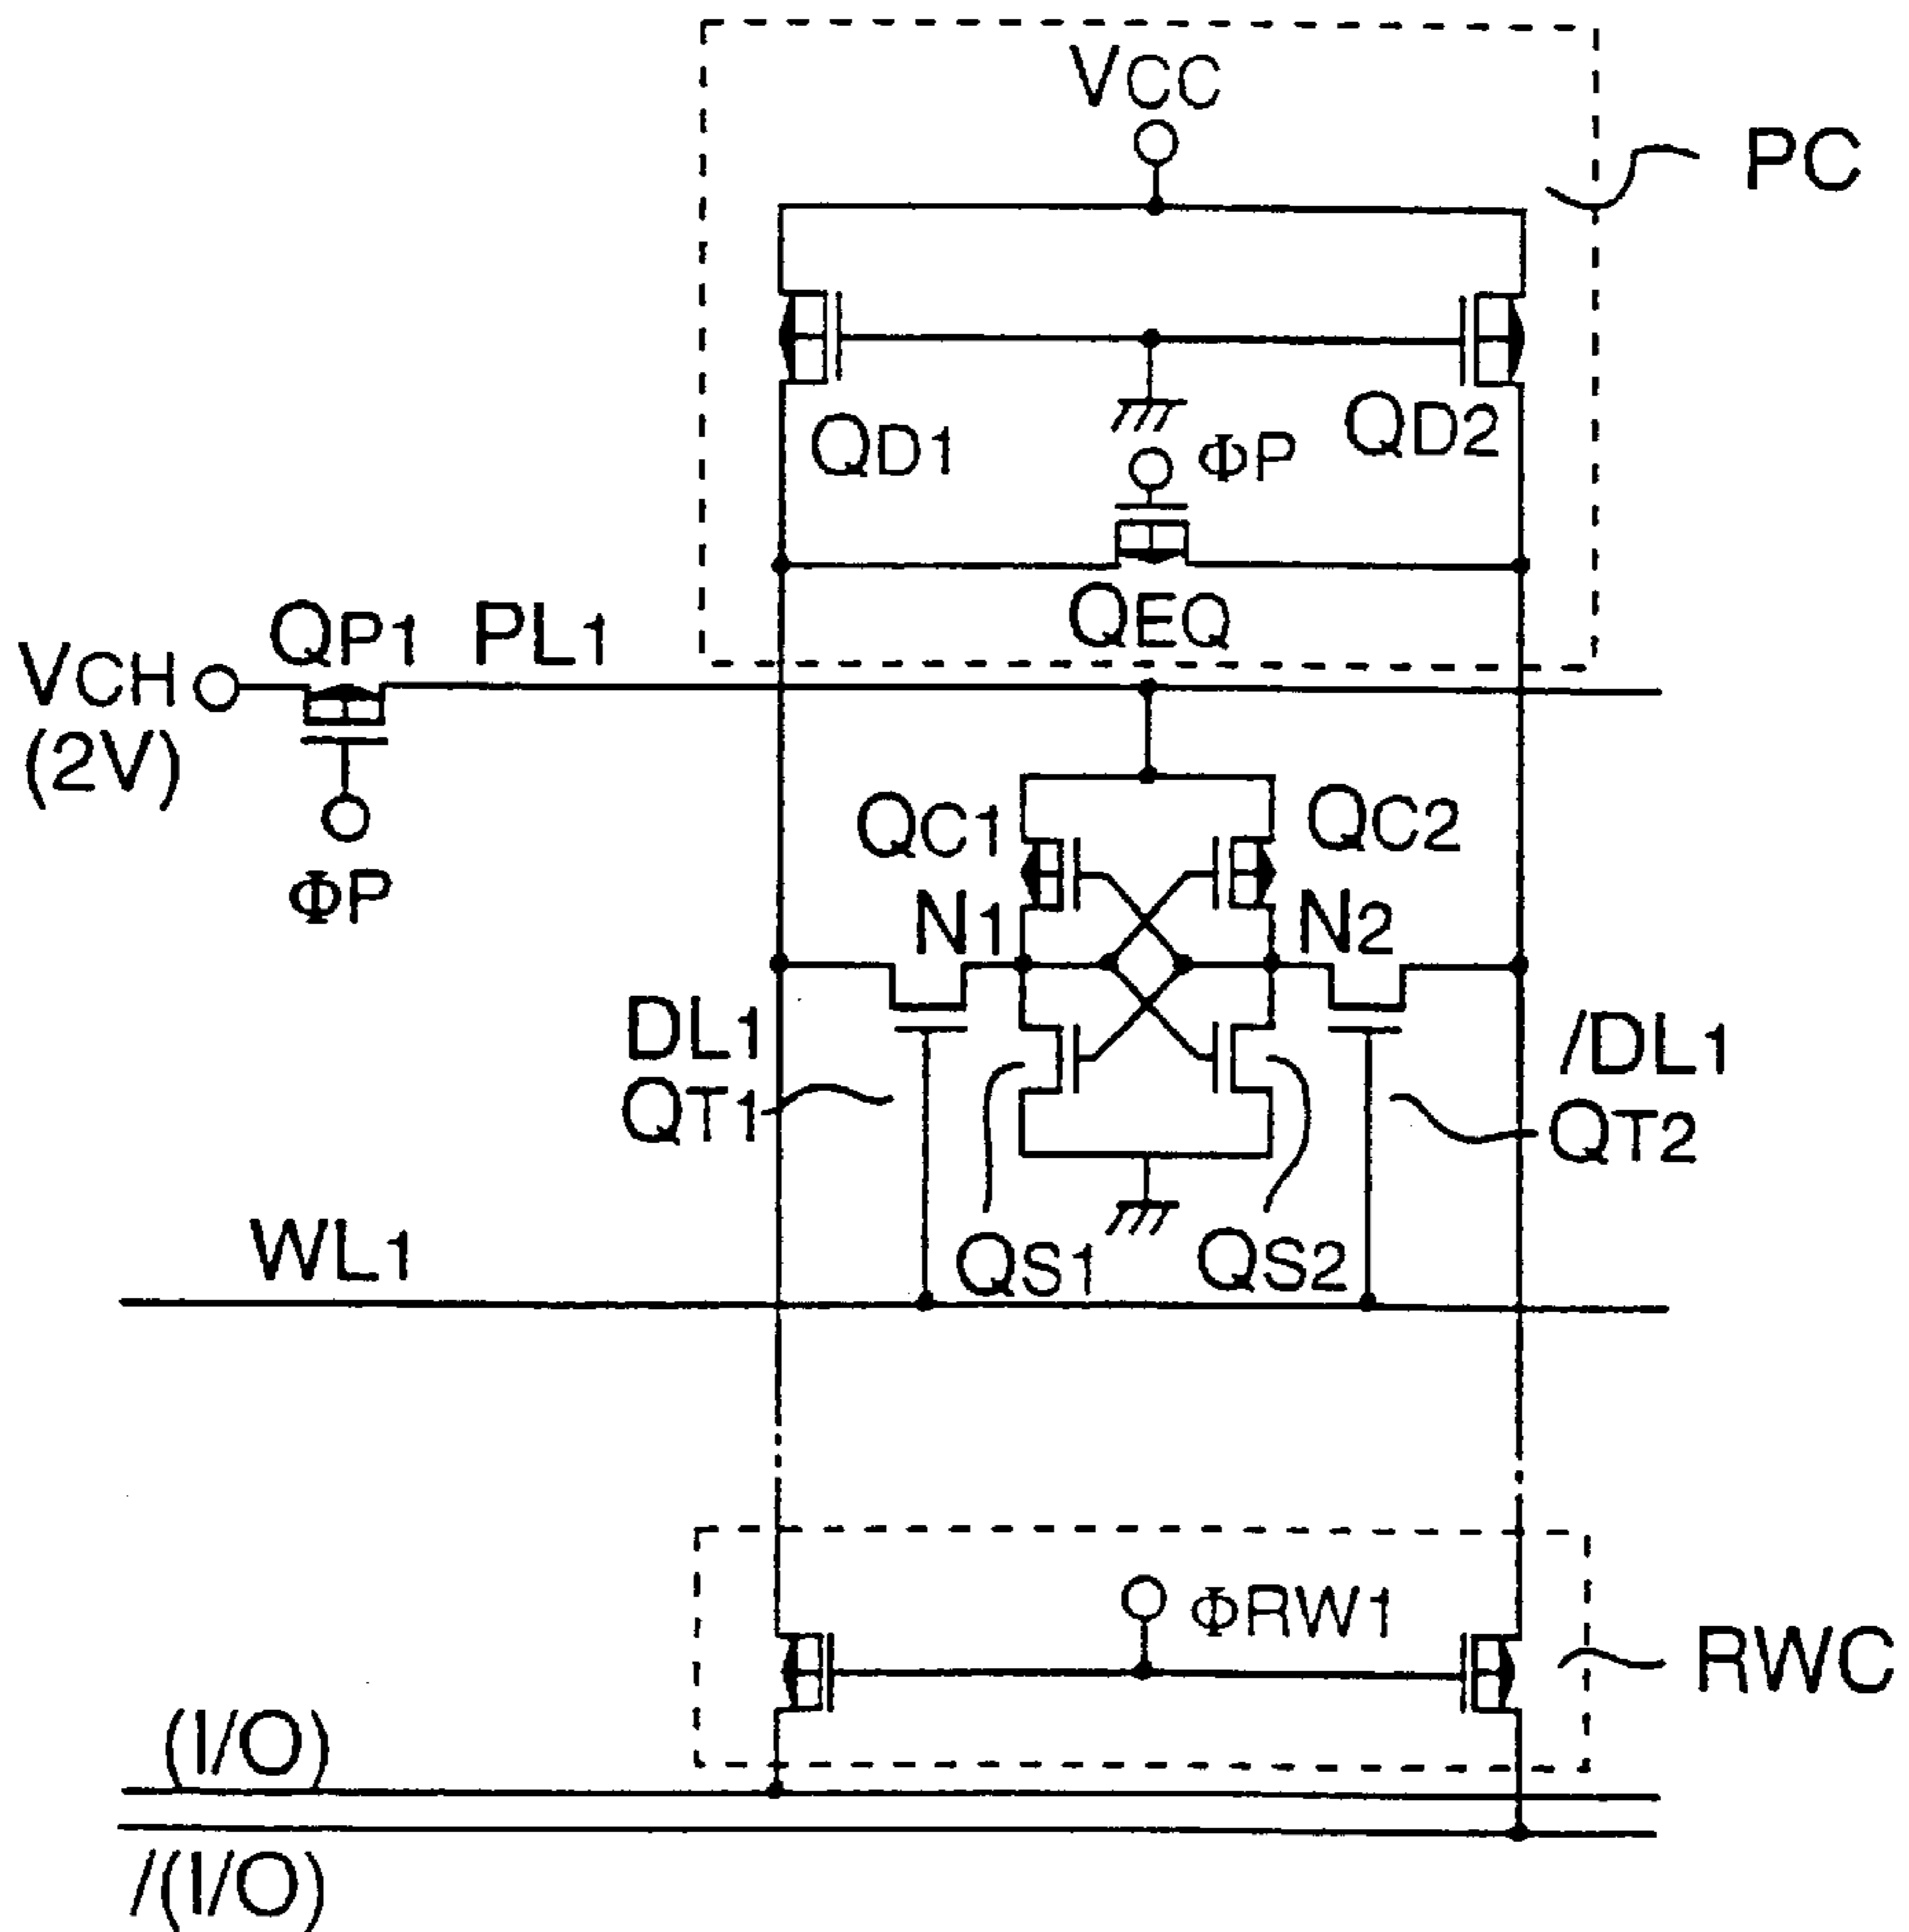 VCC
PC
QD1
QD2
ΦP
QEQ
QP1
PL1
VCH
(2V)
ΦP
QC1
QC2
N1
N2
DL1
/DL1
QT1
QT2
WL1
QS1
QS2
ΦRW1
RWC
(I/O)
/(I/O)